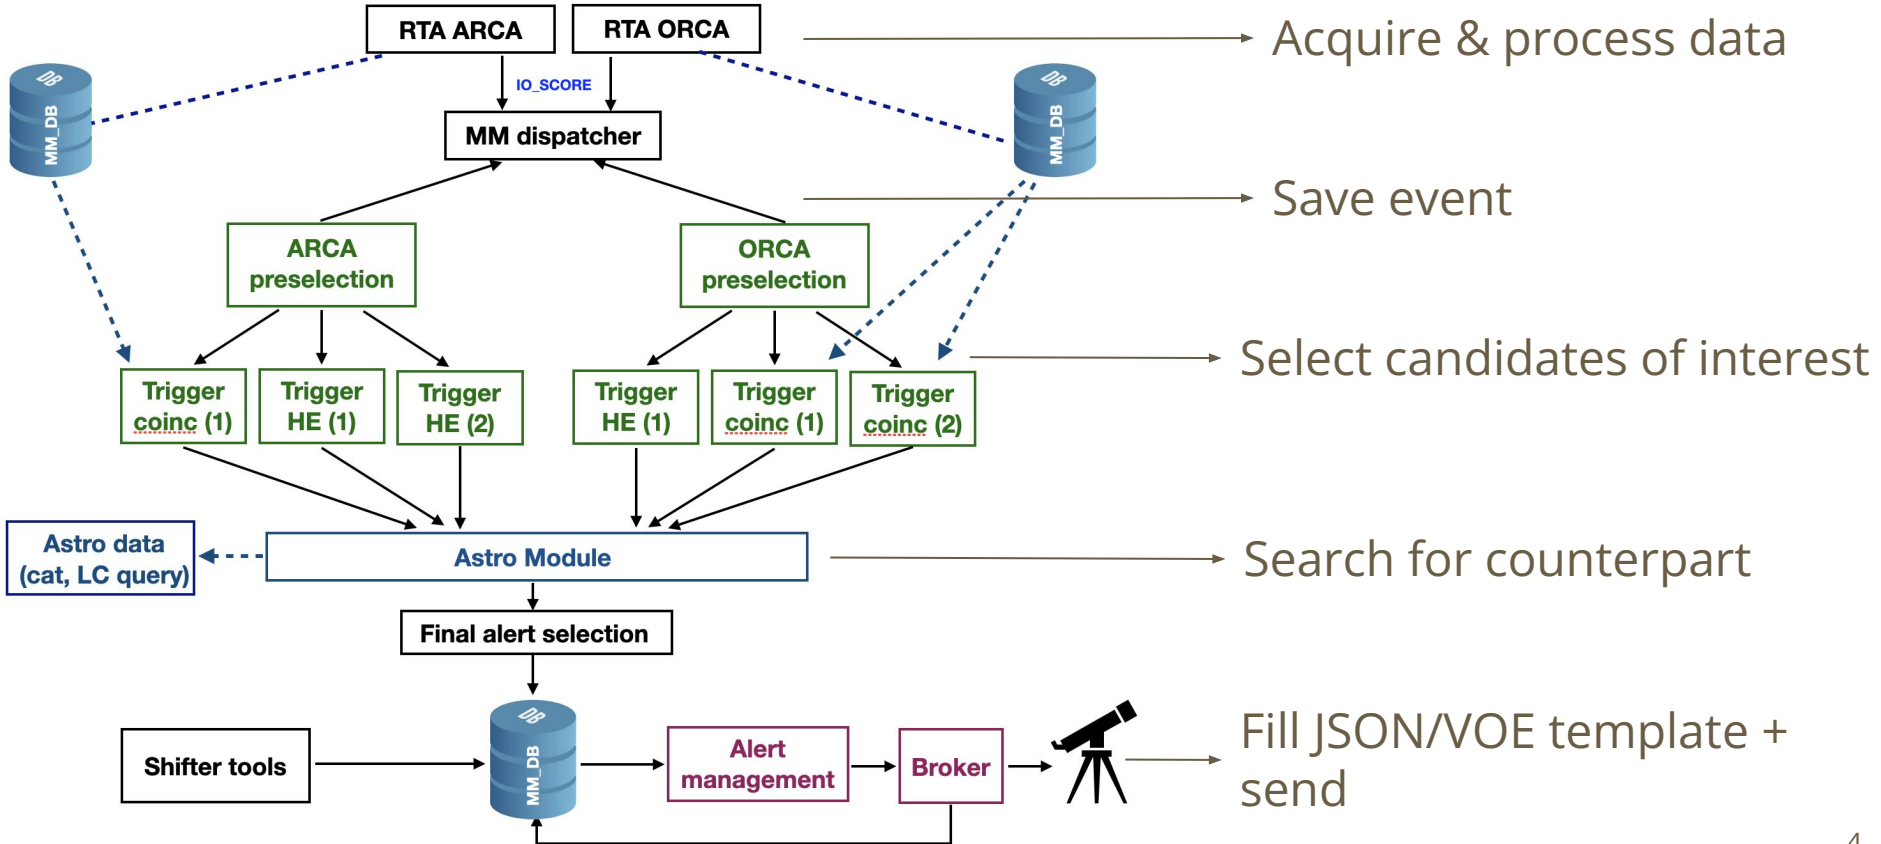 RTA ARCA
RTA ORCA
Acquire & process data
IO_SCORE
DB
MM_DB
DB
MM_DB
MM dispatcher
Save event
ARCA
preselection
ORCA
preselection
Select candidates of interest
Trigger
coinc (1)
Trigger
HE (1)
Trigger
HE (2)
Trigger
HE (1)
Trigger
coinc (1)
Trigger
coinc (2)
Astro data
(cat, LC query)
Astro Module
Search for counterpart
Final alert selection
Shifter tools
DB
MM_DB
Alert
management
Broker
Fill JSON/VOE template +
send
4